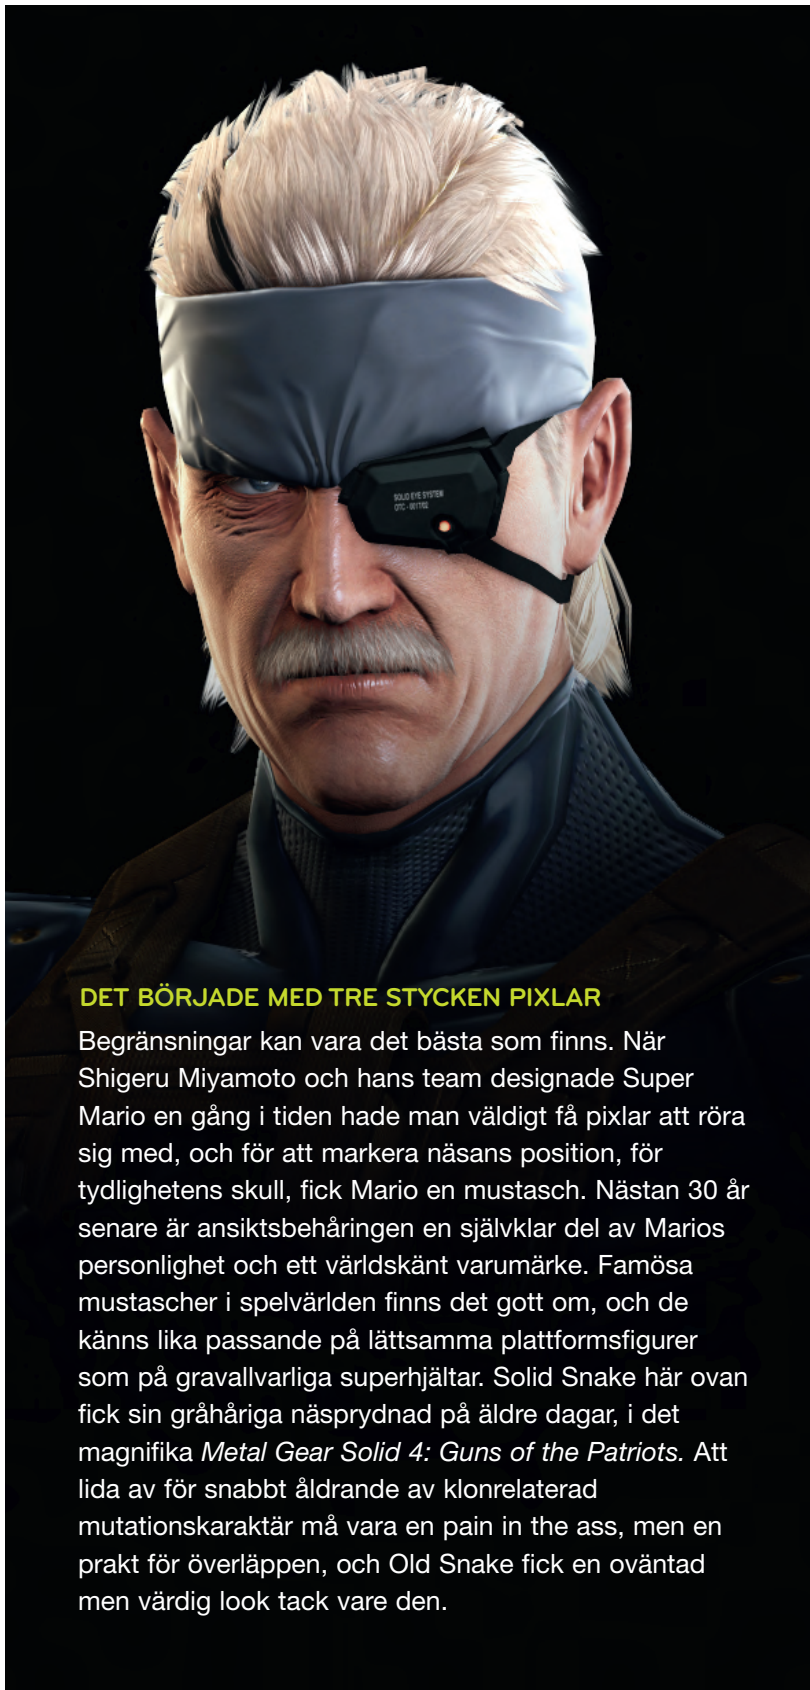 SOLID EYE SYSTEM
OTC - 0017/02
DET BÖRJADE MED TRE STYCKEN PIXLAR
Begränsningar kan vara det bästa som finns. När
Shigeru Miyamoto och hans team designade Super
Mario en gång i tiden hade man väldigt få pixlar att röra
sig med, och för att markera näsans position, för
tydlighetens skull, fick Mario en mustasch. Nästan 30 år
senare är ansiktsbehåringen en självklar del av Marios
personlighet och ett världskänt varumärke. Famösa
mustascher i spelvärlden finns det gott om, och de
känns lika passande på lättsamma plattformsfigurer
som på gravallvarliga superhjältar. Solid Snake här ovan
fick sin gråhåriga näsprydnad på äldre dagar, i det
magnifika Metal Gear Solid 4: Guns of the Patriots. Att
lida av för snabbt åldrande av klonrelaterad
mutationskaraktär må vara en pain in the ass, men en
prakt för överläppen, och Old Snake fick en oväntad
men värdig look tack vare den.